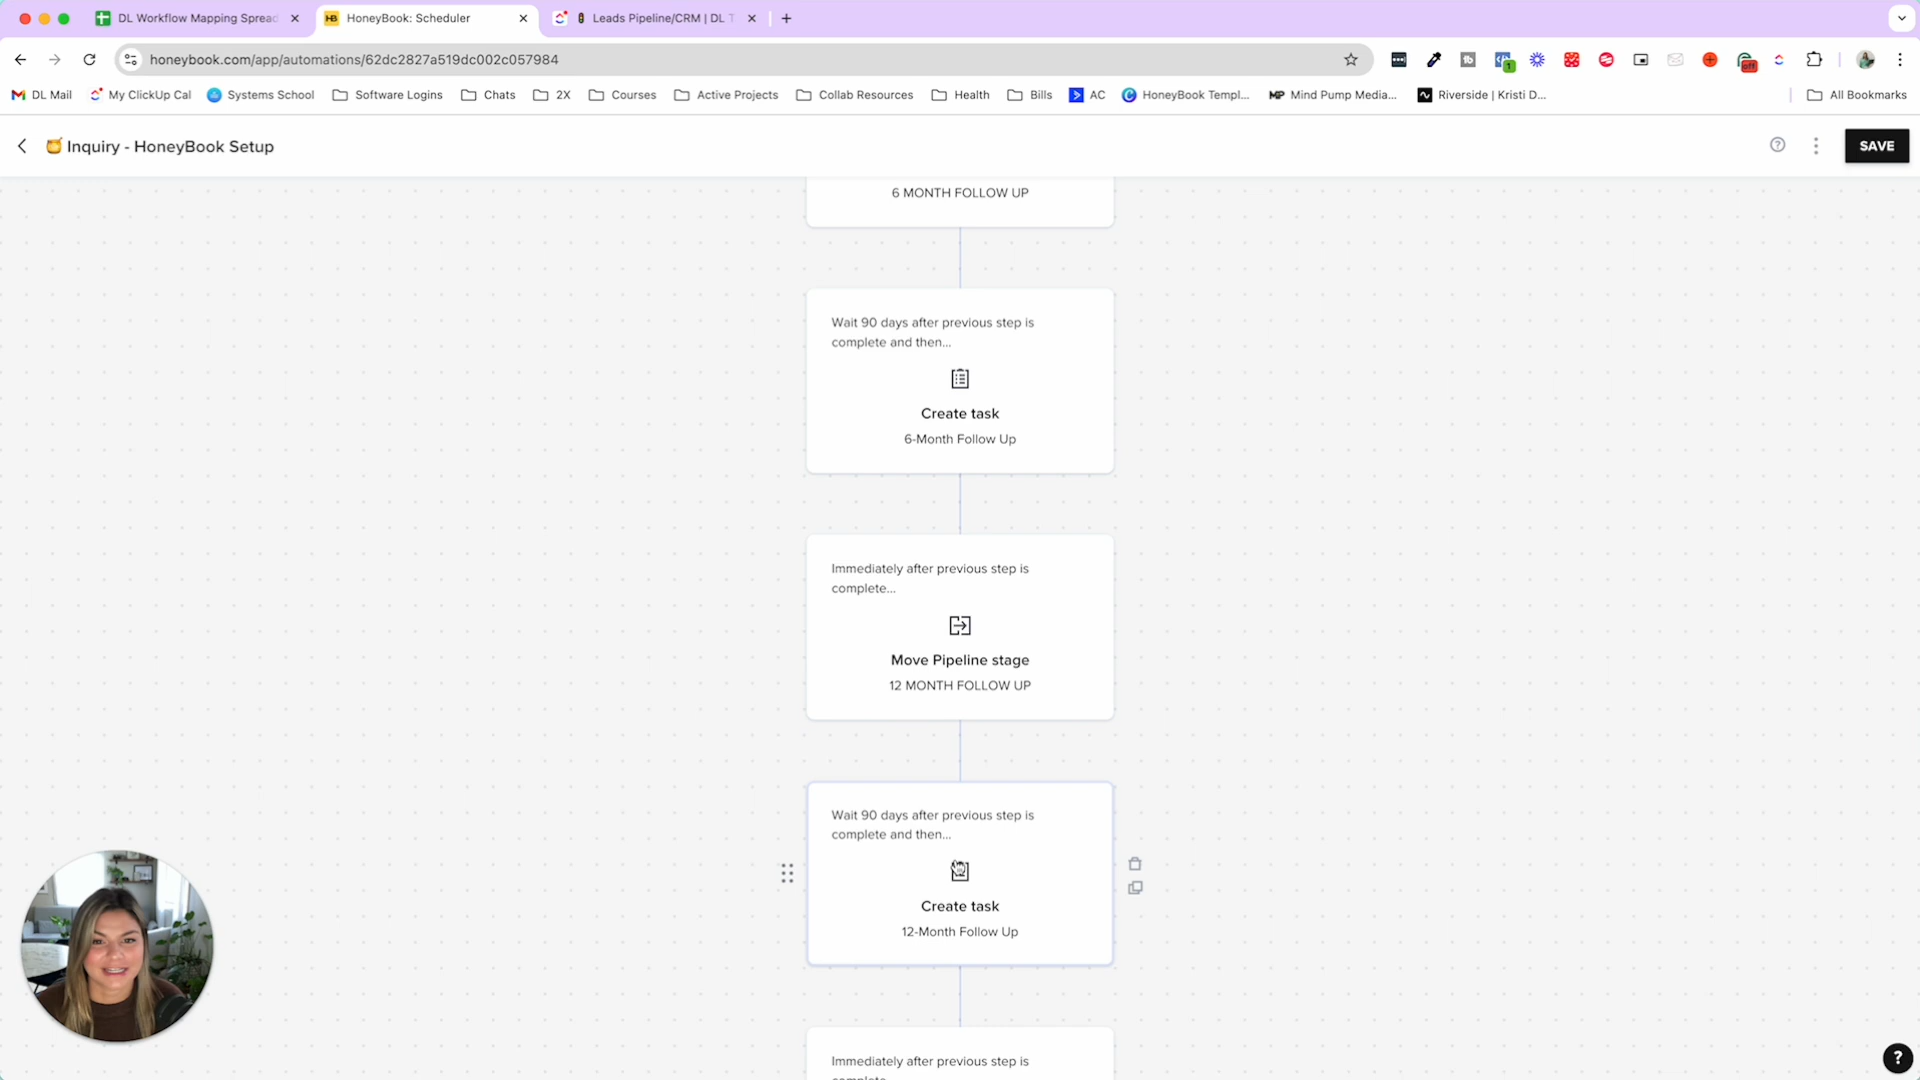 DL Workflow Mapping Spread
HoneyBook: Scheduler
Leads Pipeline/CRM | DL T
honeybook.com/app/automations/62dc2827a519dc002c057984
DL Mail
My ClickUp Cal
Systems School
Software Logins
Chats
2X
Courses
Active Projects
Collab Resources
Health
Bills
AC
HoneyBook Templ...
Mind Pump Media...
Riverside | Kristi D...
All Bookmarks
Inquiry - HoneyBook Setup
SAVE
6 MONTH FOLLOW UP
Wait 90 days after previous step is
complete and then...
Create task
6-Month Follow Up
Immediately after previous step is
complete...
Move Pipeline stage
12 MONTH FOLLOW UP
Wait 90 days after previous step is
complete and then...
Create task
12-Month Follow Up
Immediately after previous step is